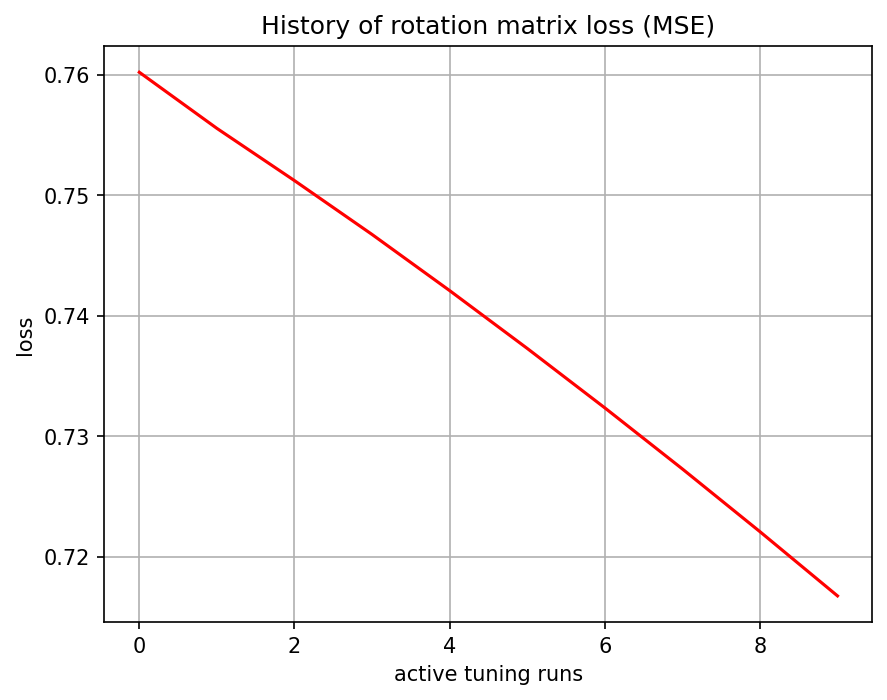 History of rotation matrix loss (MSE)
0.76
0.75
0.74
0.73
0.72
loss
0 2 4 6 8
active tuning runs